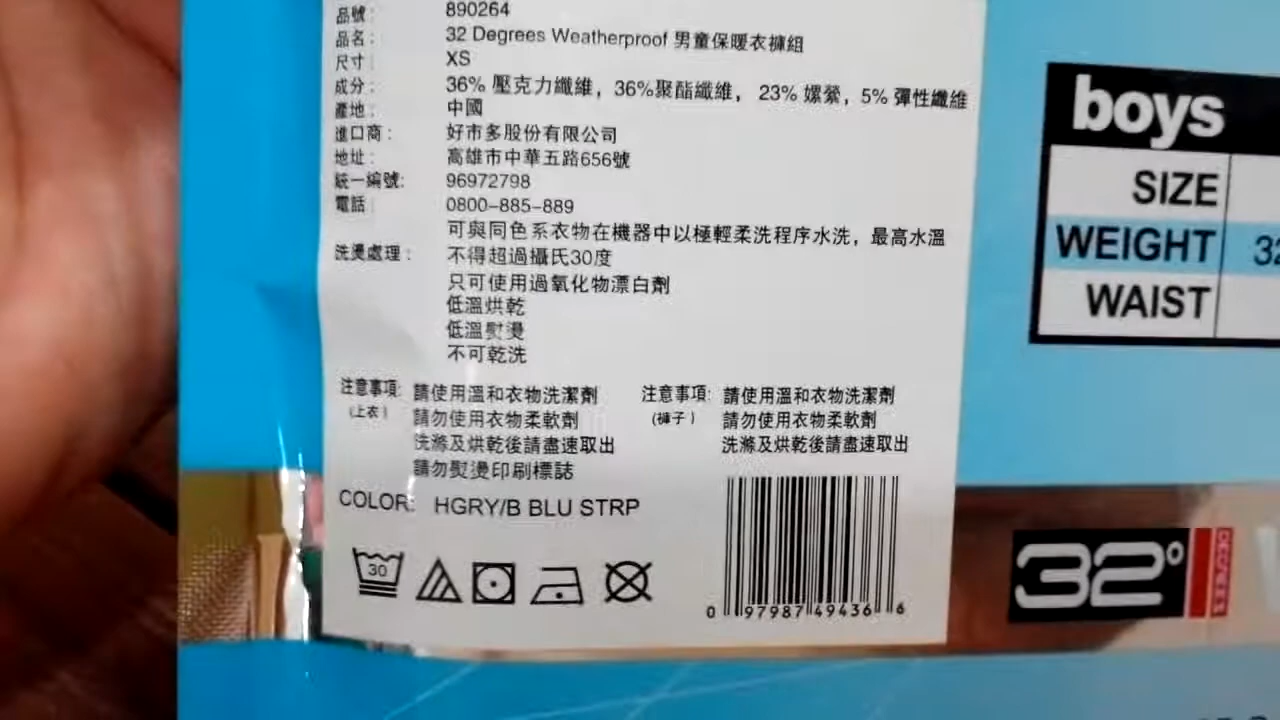 品號： 890264
品名： 32 Degrees Weatherproof 男童保暖衣褲組
尺寸： XS
成分： 36% 壓克力纖維，36%聚酯纖維， 23% 嫘縈，5% 彈性纖維
產地： 中國
進口商： 好市多股份有限公司
地址： 高雄市中華五路656號
統一編號: 96972798
電話： 0800-885-889
可與同色系衣物在機器中以極輕柔洗程序水洗，最高水溫
洗燙處理： 不得超過攝氏30度
只可使用過氧化物漂白劑
低溫烘乾
低溫熨燙
不可乾洗
注意事項: 請使用溫和衣物洗潔劑
(上衣) 請勿使用衣物柔軟劑
洗滌及烘乾後請盡速取出
請勿熨燙印刷標誌
注意事項: 請使用溫和衣物洗潔劑
(褲子) 請勿使用衣物柔軟劑
洗滌及烘乾後請盡速取出
COLOR: HGRY/B BLU STRP
30
0 97987 49436 6
boys
SIZE
WEIGHT 32
WAIST
32°
DEGREES